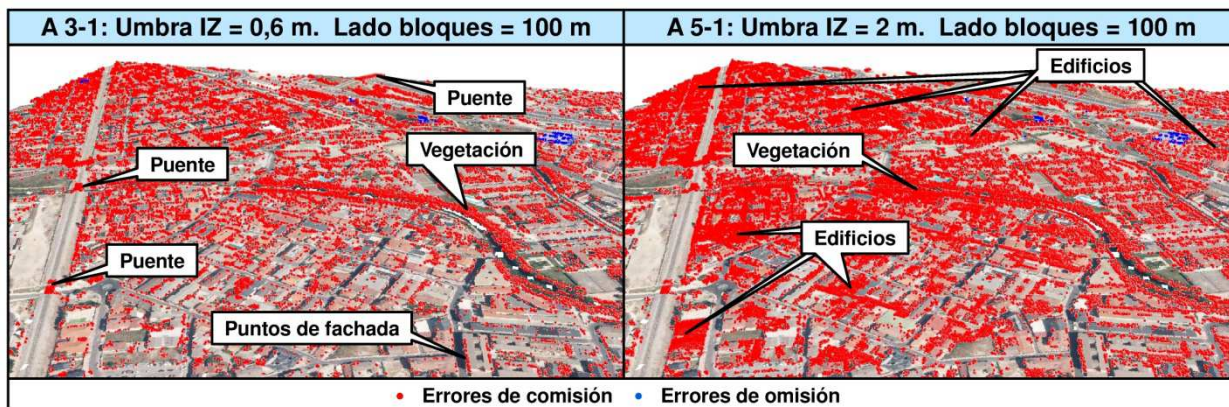 A 3-1: Umbra IZ = 0,6 m. Lado bloques = 100 m
A 5-1: Umbra IZ = 2 m. Lado bloques = 100 m
Puente
Vegetación
Puente
Puente
Puntos de fachada
Edificios
Vegetación
Edificios
• Errores de comisión • Errores de omisión